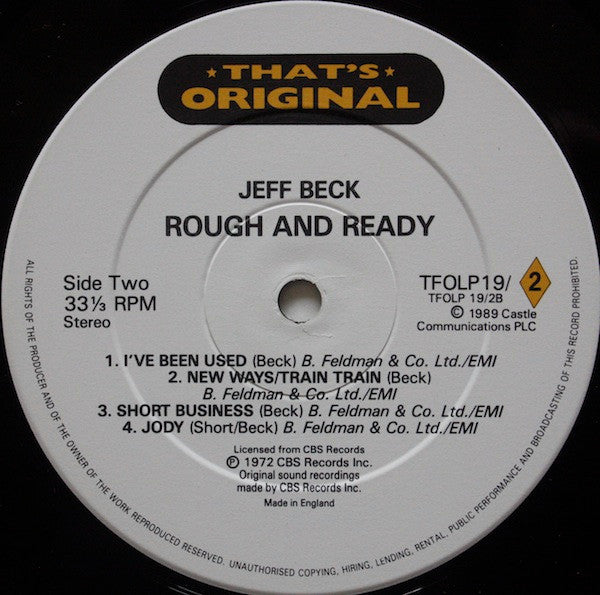 ★ THAT'S ★
ORIGINAL
JEFF BECK
ROUGH AND READY
Side Two
33⅓ RPM
Stereo
TFOLP19/ 2
TFOLP 19/2B
© 1989 Castle
Communications PLC
1. I'VE BEEN USED (Beck) B. Feldman & Co. Ltd./EMI
2. NEW WAYS/TRAIN TRAIN (Beck)
B. Feldman & Co. Ltd./EMI
3. SHORT BUSINESS (Beck) B. Feldman & Co. Ltd./EMI
4. JODY (Short/Beck) B. Feldman & Co. Ltd./EMI
Licensed from CBS Records
℗ 1972 CBS Records Inc.
Original sound recordings
made by CBS Records Inc.
Made in England
ALL RIGHTS OF THE PRODUCER AND OF THE OWNER OF THE WORK REPRODUCED RESERVED. UNAUTHORISED COPYING, HIRING, LENDING, RENTAL, PUBLIC PERFORMANCE AND BROADCASTING OF THIS RECORD PROHIBITED.